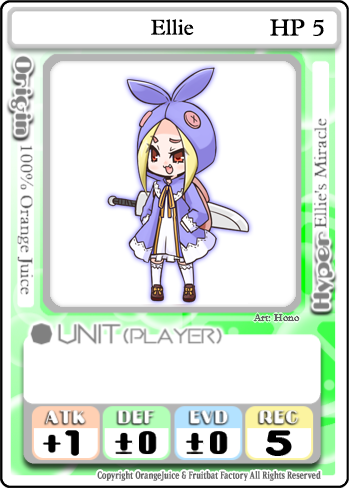 Ellie HP 5
Origin
100% Orange Juice
Hyper
Ellie's Miracle
Art: Hono
UNIT(PLAYER)
ATK DEF EVD REC
+1 ±0 ±0 5
Copyright OrangeJuice & Fruitbat Factory All Rights Reserved